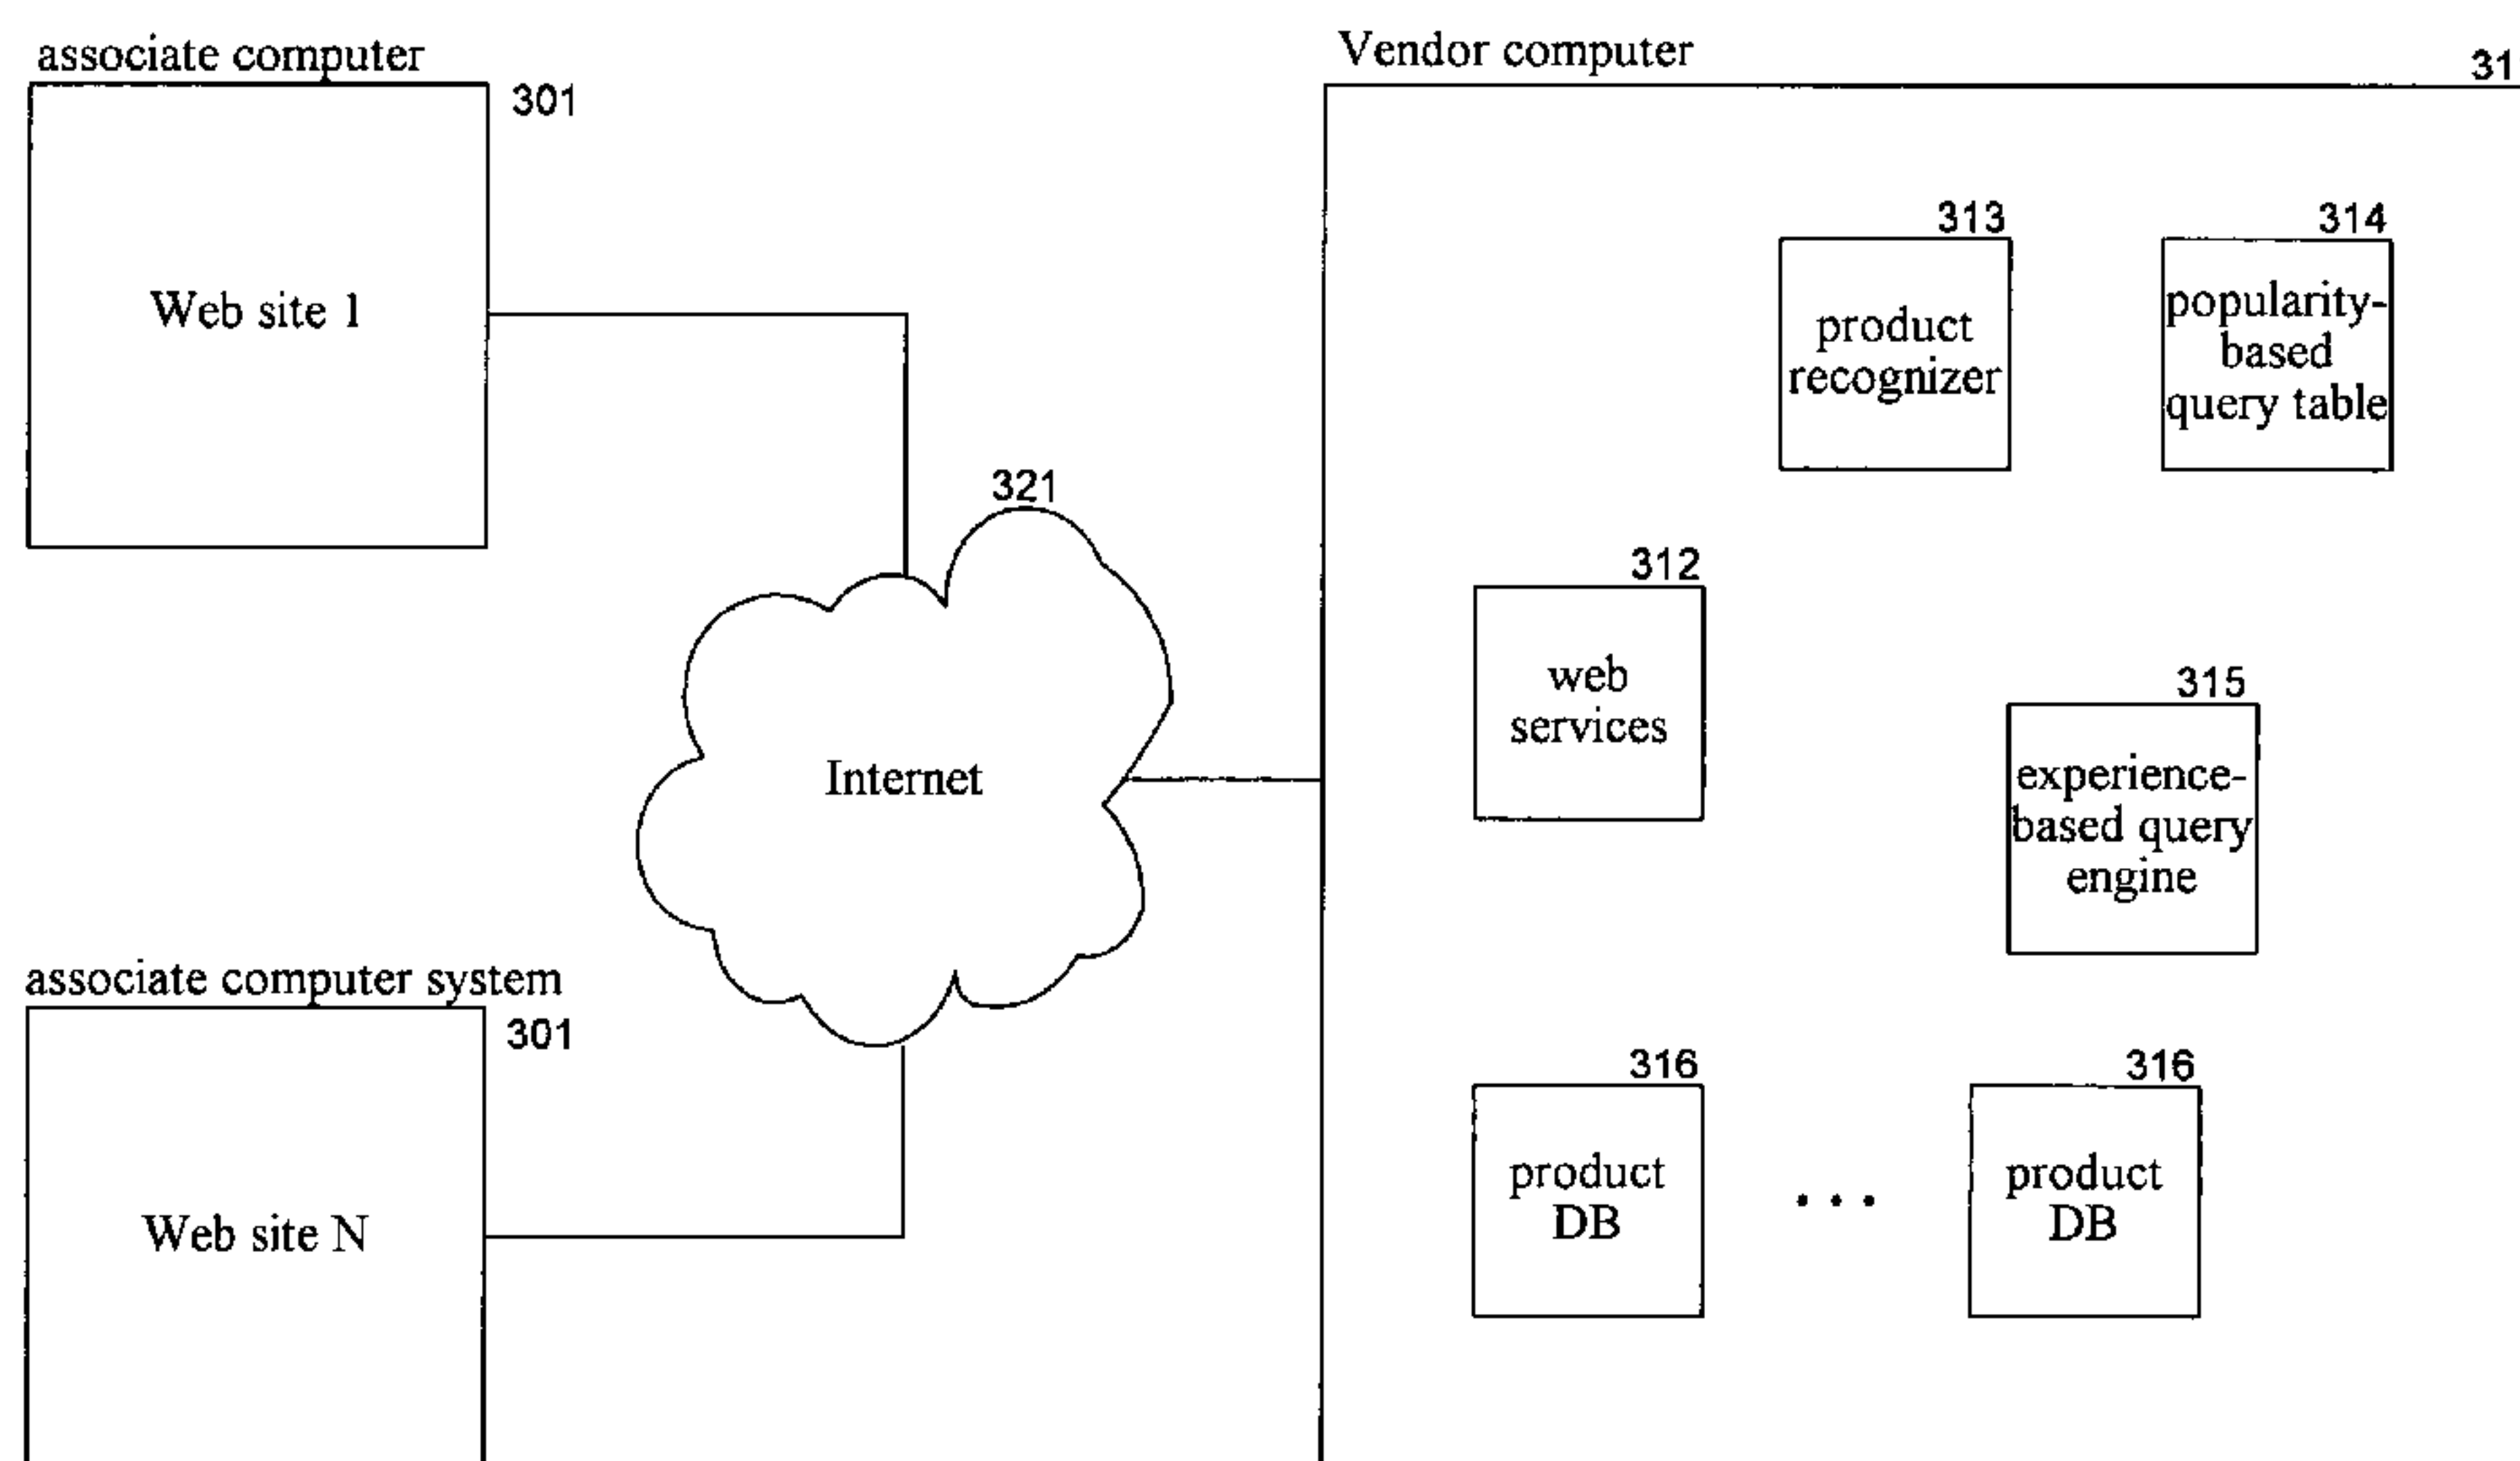 associate computer
301
Web site 1
321
Internet
associate computer system
301
Web site N
Vendor computer
31
313
product
recognizer
314
popularity-
based
query table
312
web
services
315
experience-
based query
engine
316
product
DB
...
316
product
DB